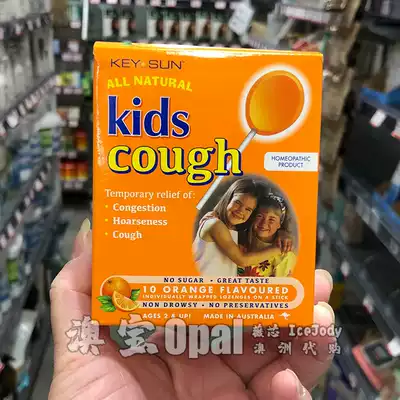 KEY SUN™
ALL NATURAL
kids
cough
HOMEOPATHIC
PRODUCT
Temporary relief of:
• Congestion
• Hoarseness
• Cough
NO SUGAR • GREAT TASTE
10 ORANGE FLAVOURED
INDIVIDUALLY WRAPPED LOZENGES ON A STICK
NON DROWSY • NO PRESERVATIVES
AGES 2 & UP! MADE IN AUSTRALIA
澳宝Opal
IceJody
澳洲代购